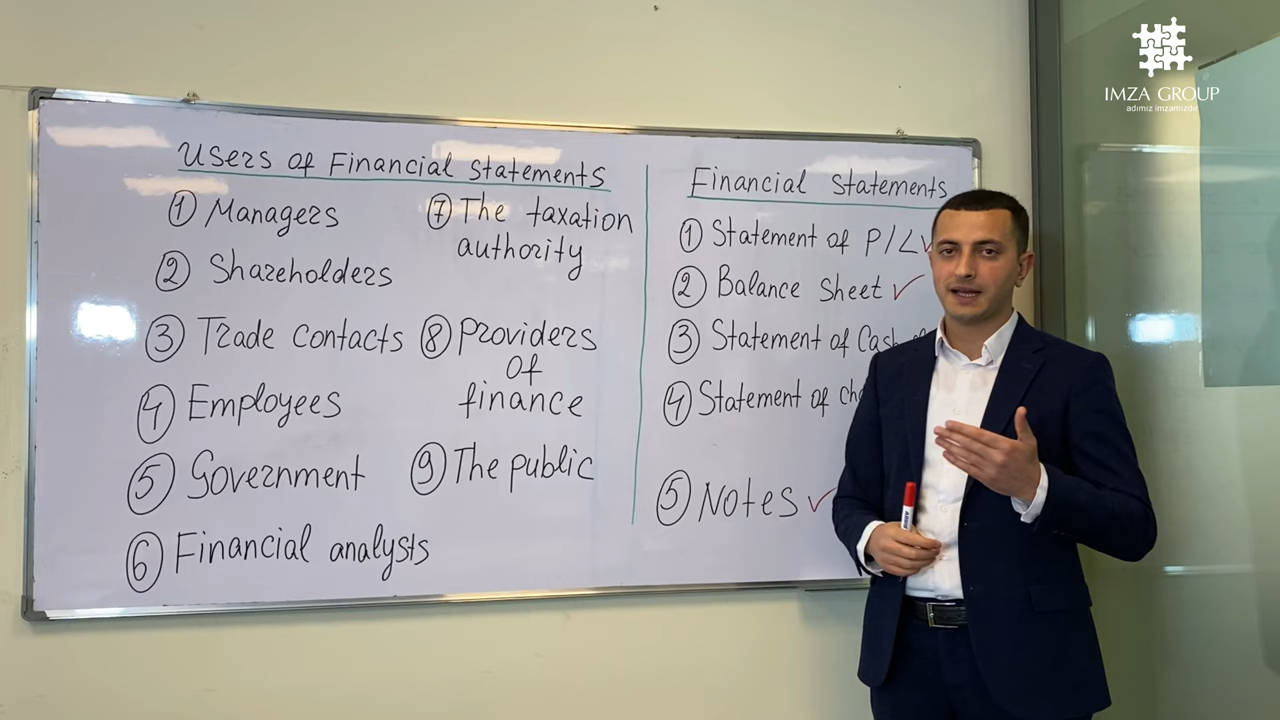 Users of Financial Statements
① Managers
② Shareholders
③ Trade contacts
④ Employees
⑤ Government
⑥ Financial analysts
⑦ The taxation
authority
⑧ Providers
of
finance
⑨ The public
Financial Statements
① Statement of P/L ✓
② Balance sheet ✓
③ Statement of
④ Statement of
⑤ Notes ✓
IMZA GROUP
adımız imzamızdır